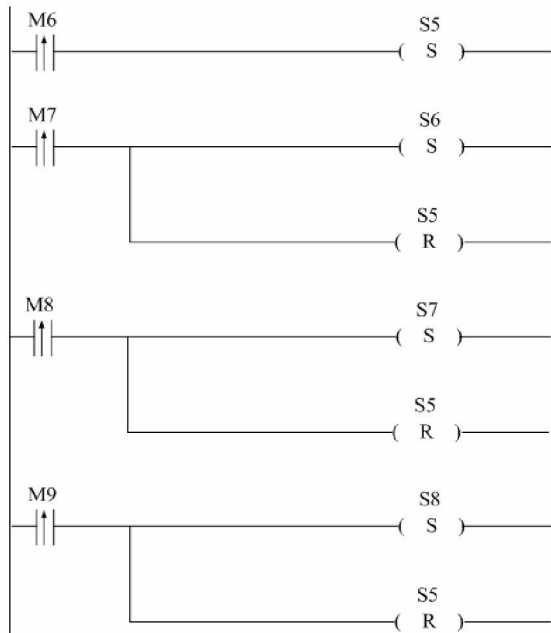 M6 S5
( S )
M7 S6
( S )
S5
( R )
M8 S7
( S )
S5
( R )
M9 S8
( S )
S5
( R )